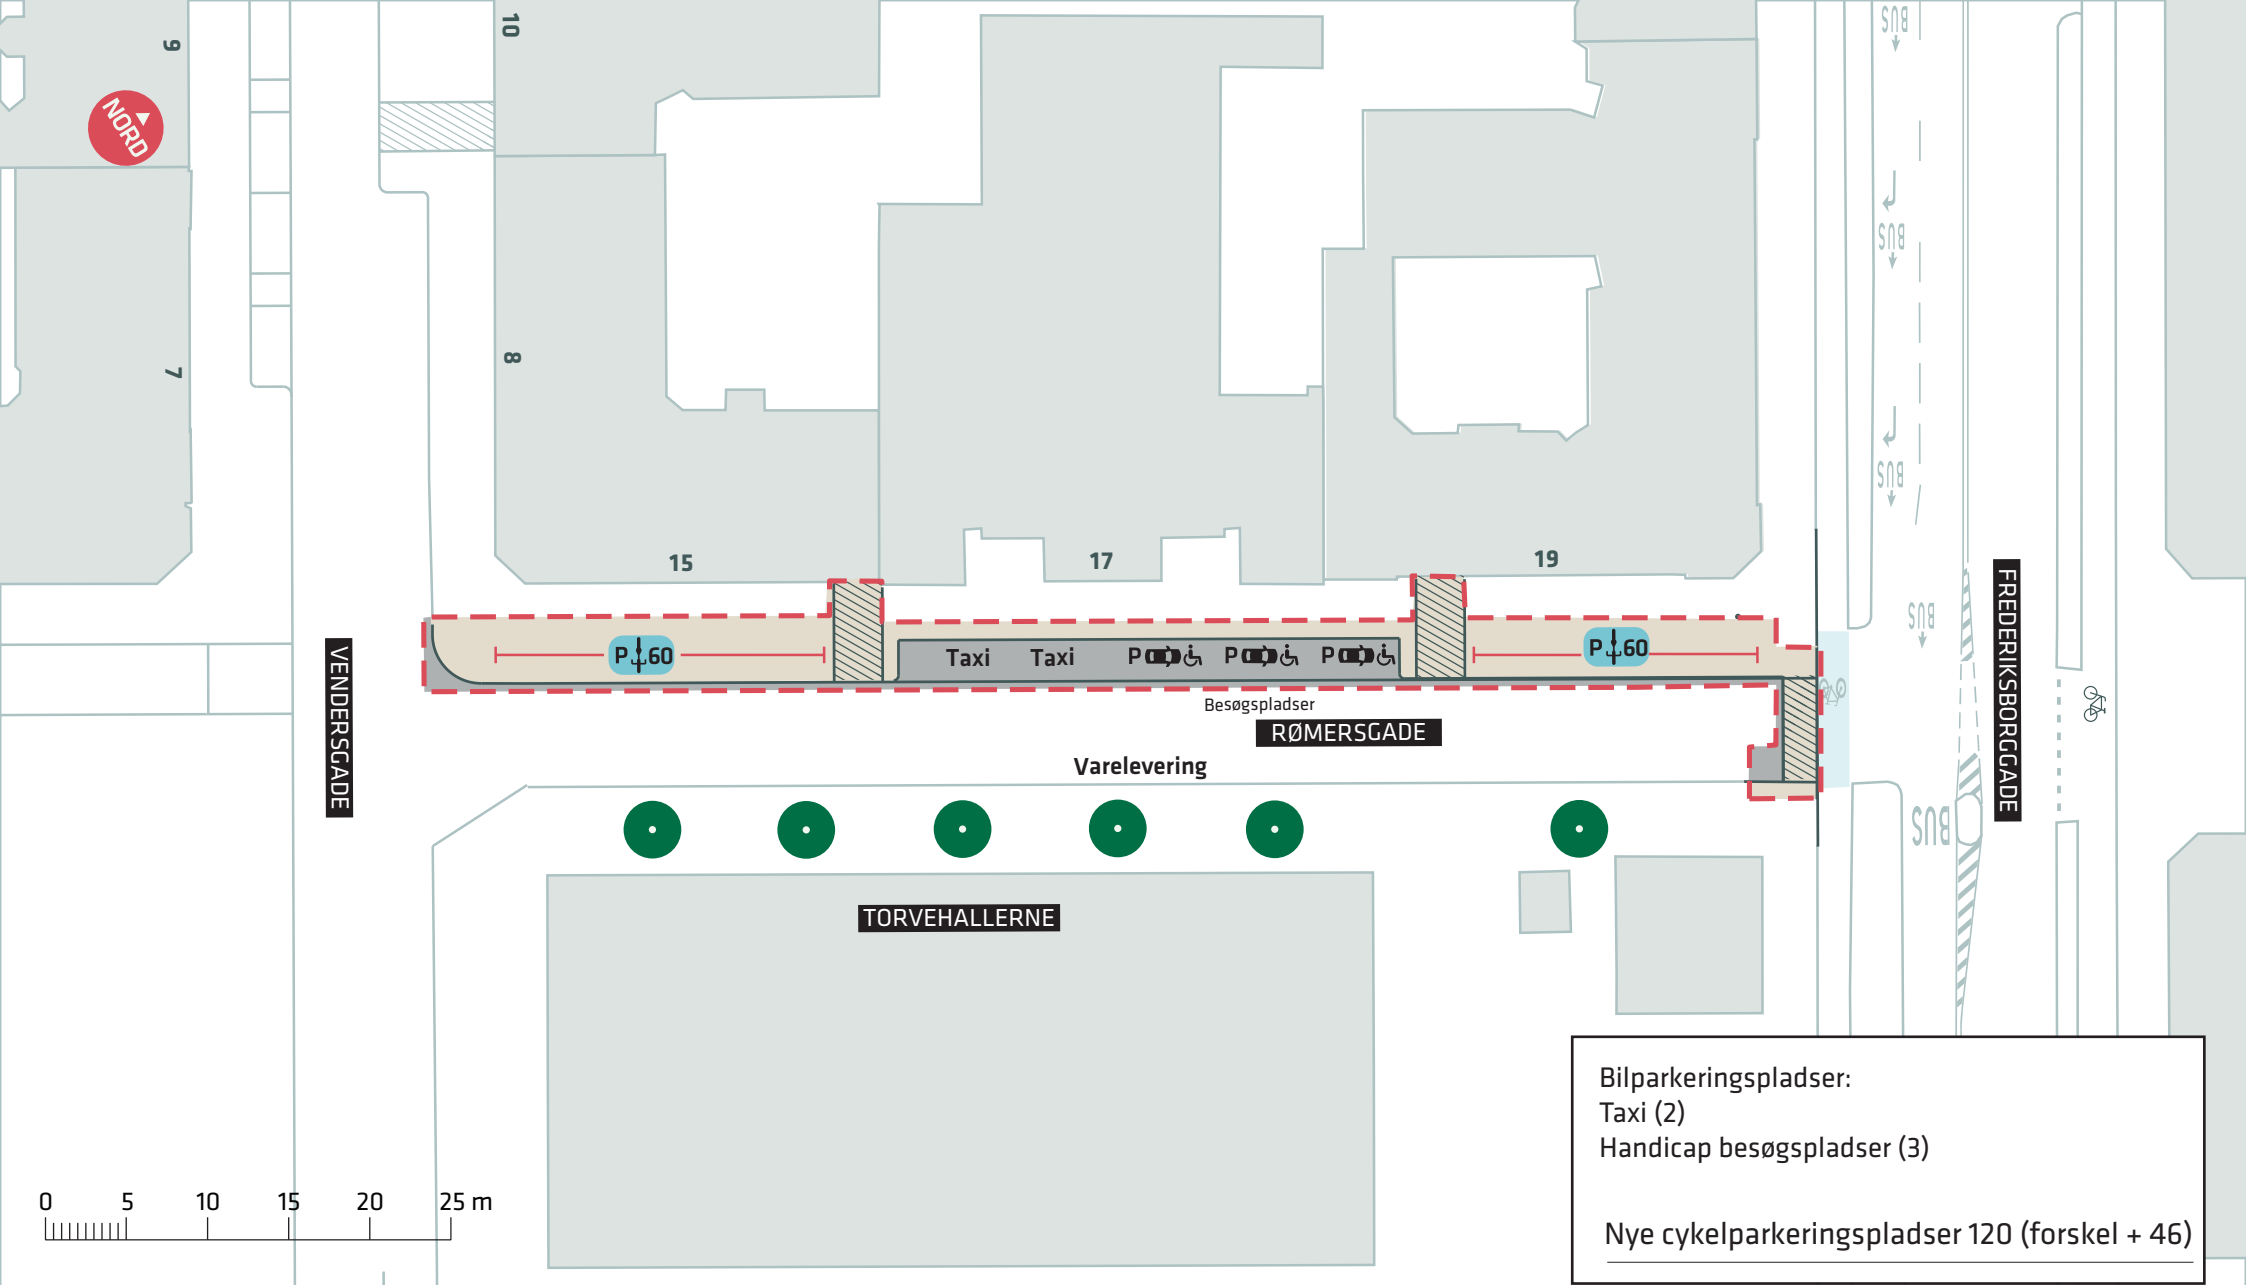 9
10
BUS
NORD
BUS
7
8
BUS
15
17
19
BUS
P 60
Taxi
Taxi
P
P
P
P 60
VENDERSGADE
FREDERIKSBORGGADE
Besøgspladser
RØMERSGADE
Varelevering
BUS
TORVEHALLERNE
Bilparkeringspladser:
Taxi (2)
Handicap besøgspladser (3)
Nye cykelparkeringspladser 120 (forskel + 46)
0 5 10 15 20 25 m